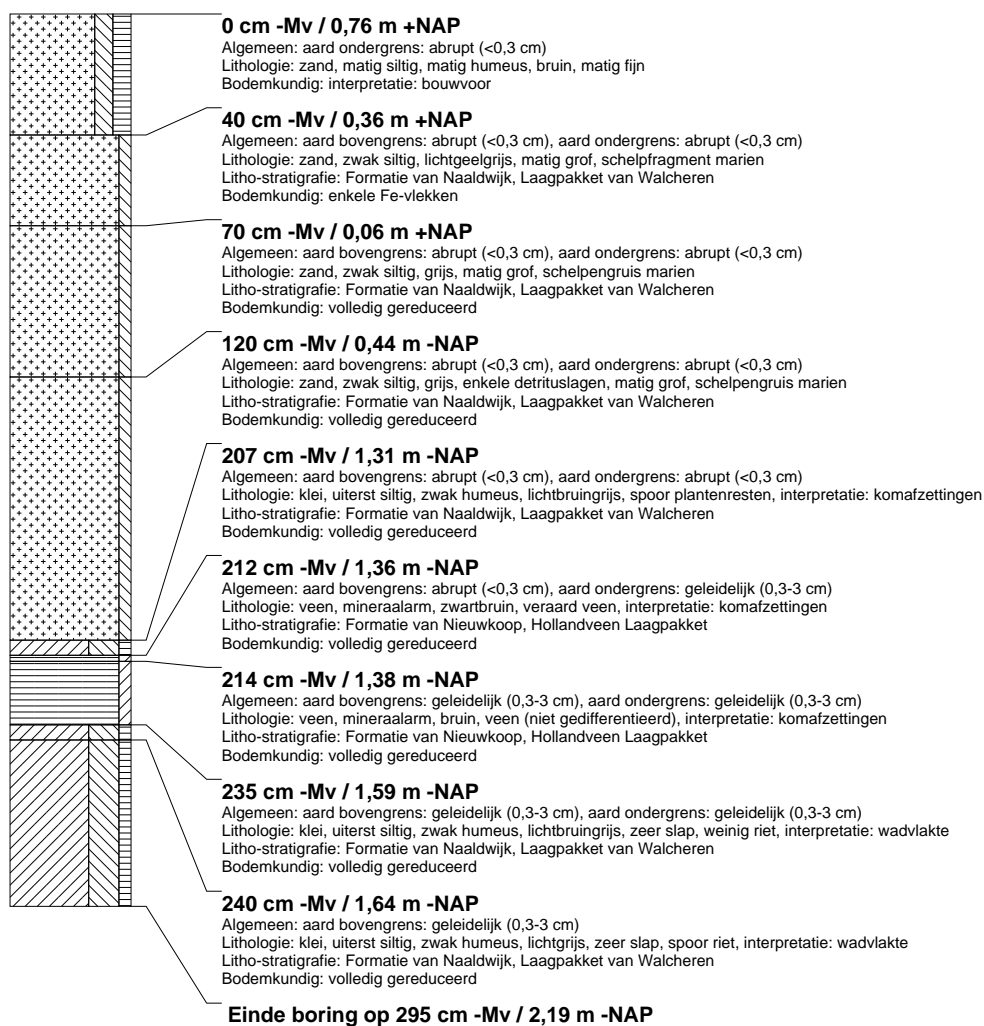 0 cm -Mv / 0,76 m +NAP
Algemeen: aard ondergrens: abrupt (<0,3 cm)
Lithologie: zand, matig siltig, matig humeus, bruin, matig fijn
Bodemkundig: interpretatie: bouwvoor
40 cm -Mv / 0,36 m +NAP
Algemeen: aard bovengrens: abrupt (<0,3 cm), aard ondergrens: abrupt (<0,3 cm)
Lithologie: zand, zwak siltig, lichtgeelgrijs, matig grof, schelpfragment marien
Litho-stratigrafie: Formatie van Naaldwijk, Laagpakket van Walcheren
Bodemkundig: enkele Fe-vlekken
70 cm -Mv / 0,06 m +NAP
Algemeen: aard bovengrens: abrupt (<0,3 cm), aard ondergrens: abrupt (<0,3 cm)
Lithologie: zand, zwak siltig, grijs, matig grof, schelpengruis marien
Litho-stratigrafie: Formatie van Naaldwijk, Laagpakket van Walcheren
Bodemkundig: volledig gereduceerd
120 cm -Mv / 0,44 m -NAP
Algemeen: aard bovengrens: abrupt (<0,3 cm), aard ondergrens: abrupt (<0,3 cm)
Lithologie: zand, zwak siltig, grijs, enkele detrituslagen, matig grof, schelpengruis marien
Litho-stratigrafie: Formatie van Naaldwijk, Laagpakket van Walcheren
Bodemkundig: volledig gereduceerd
207 cm -Mv / 1,31 m -NAP
Algemeen: aard bovengrens: abrupt (<0,3 cm), aard ondergrens: abrupt (<0,3 cm)
Lithologie: klei, uiterst siltig, zwak humeus, lichtbruingrijs, spoor plantenresten, interpretatie: komafzettingen
Litho-stratigrafie: Formatie van Naaldwijk, Laagpakket van Walcheren
Bodemkundig: volledig gereduceerd
212 cm -Mv / 1,36 m -NAP
Algemeen: aard bovengrens: abrupt (<0,3 cm), aard ondergrens: geleidelijk (0,3-3 cm)
Lithologie: veen, mineraalarm, zwartbruin, veraard veen, interpretatie: komafzettingen
Litho-stratigrafie: Formatie van Nieuwkoop, Hollandveen Laagpakket
Bodemkundig: volledig gereduceerd
214 cm -Mv / 1,38 m -NAP
Algemeen: aard bovengrens: geleidelijk (0,3-3 cm), aard ondergrens: geleidelijk (0,3-3 cm)
Lithologie: veen, mineraalarm, bruin, veen (niet gedifferentieerd), interpretatie: komafzettingen
Litho-stratigrafie: Formatie van Nieuwkoop, Hollandveen Laagpakket
Bodemkundig: volledig gereduceerd
235 cm -Mv / 1,59 m -NAP
Algemeen: aard bovengrens: geleidelijk (0,3-3 cm), aard ondergrens: geleidelijk (0,3-3 cm)
Lithologie: klei, uiterst siltig, zwak humeus, lichtbruingrijs, zeer slap, weinig riet, interpretatie: wadvlakte
Litho-stratigrafie: Formatie van Naaldwijk, Laagpakket van Walcheren
Bodemkundig: volledig gereduceerd
240 cm -Mv / 1,64 m -NAP
Algemeen: aard bovengrens: geleidelijk (0,3-3 cm)
Lithologie: klei, uiterst siltig, zwak humeus, lichtgrijs, zeer slap, spoor riet, interpretatie: wadvlakte
Litho-stratigrafie: Formatie van Naaldwijk, Laagpakket van Walcheren
Bodemkundig: volledig gereduceerd
Einde boring op 295 cm -Mv / 2,19 m -NAP